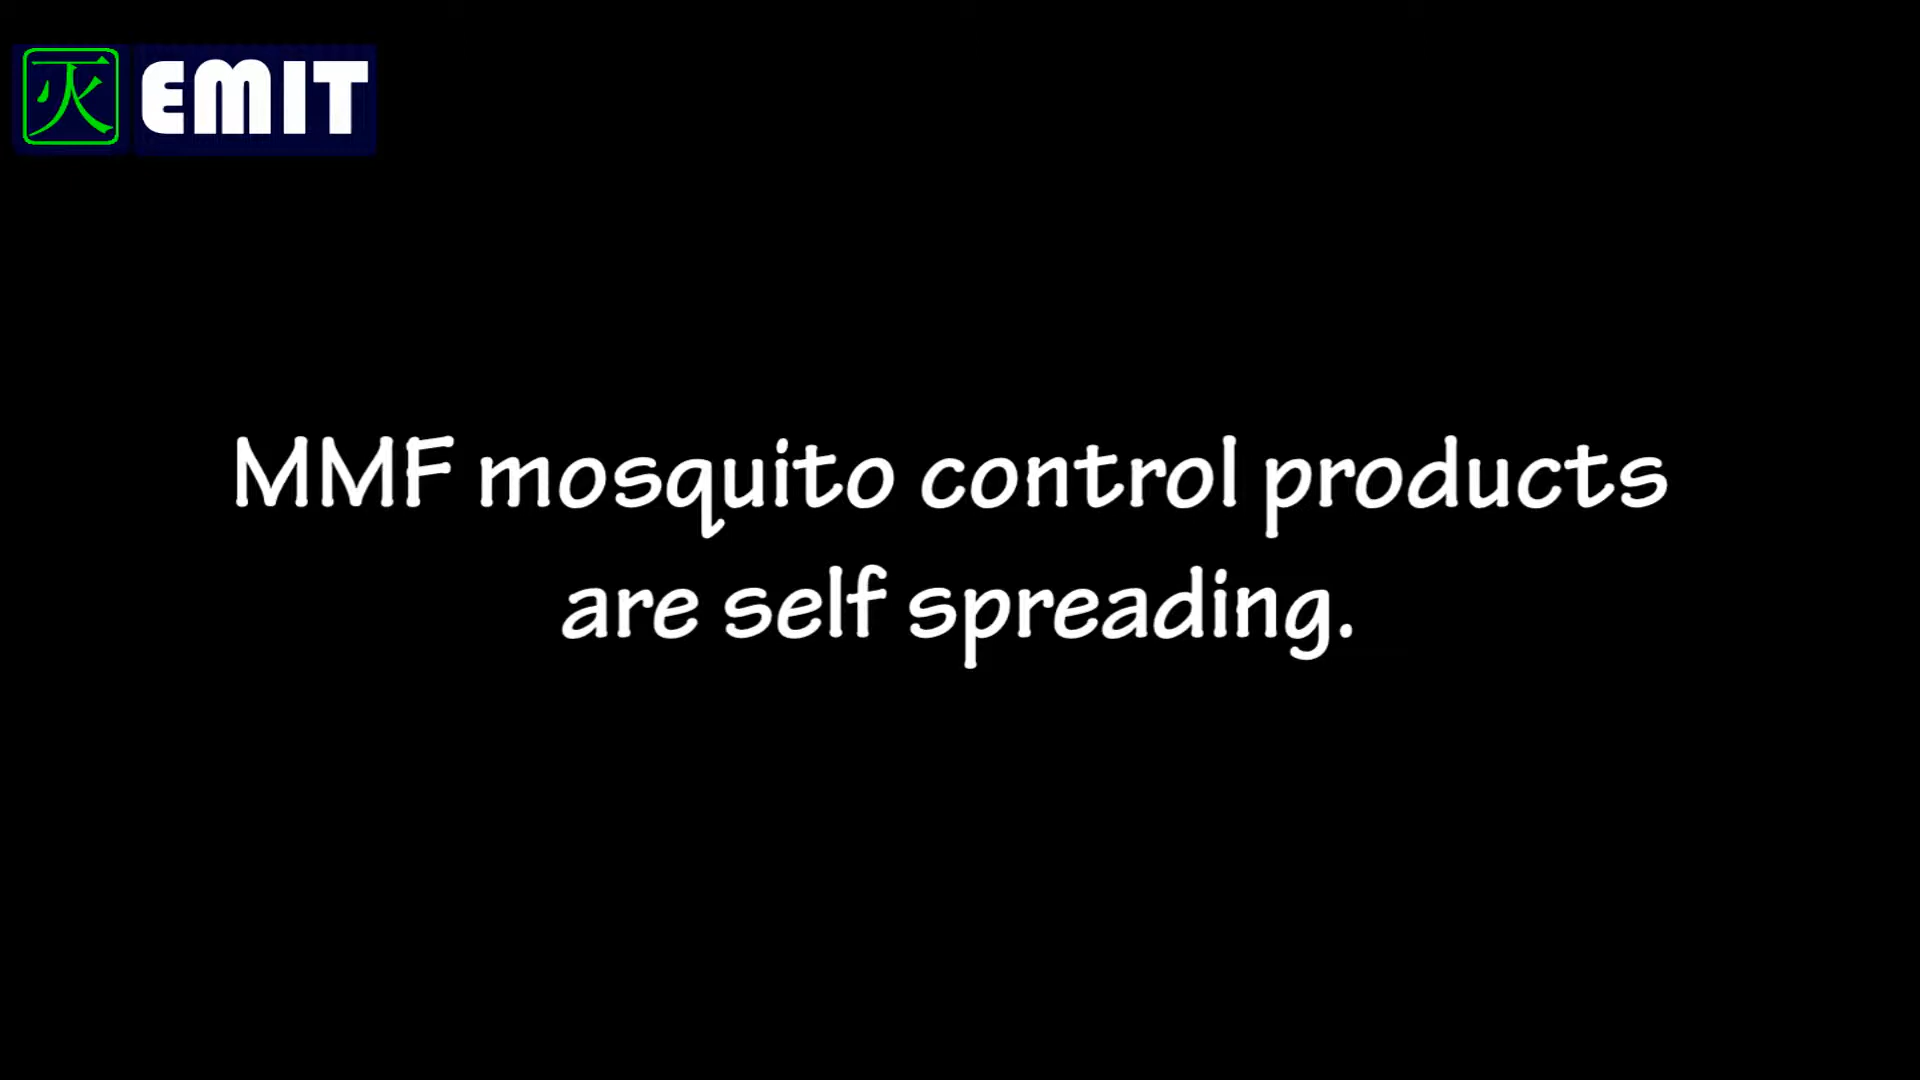 灭 EMIT
MMF mosquito control products
are self spreading.